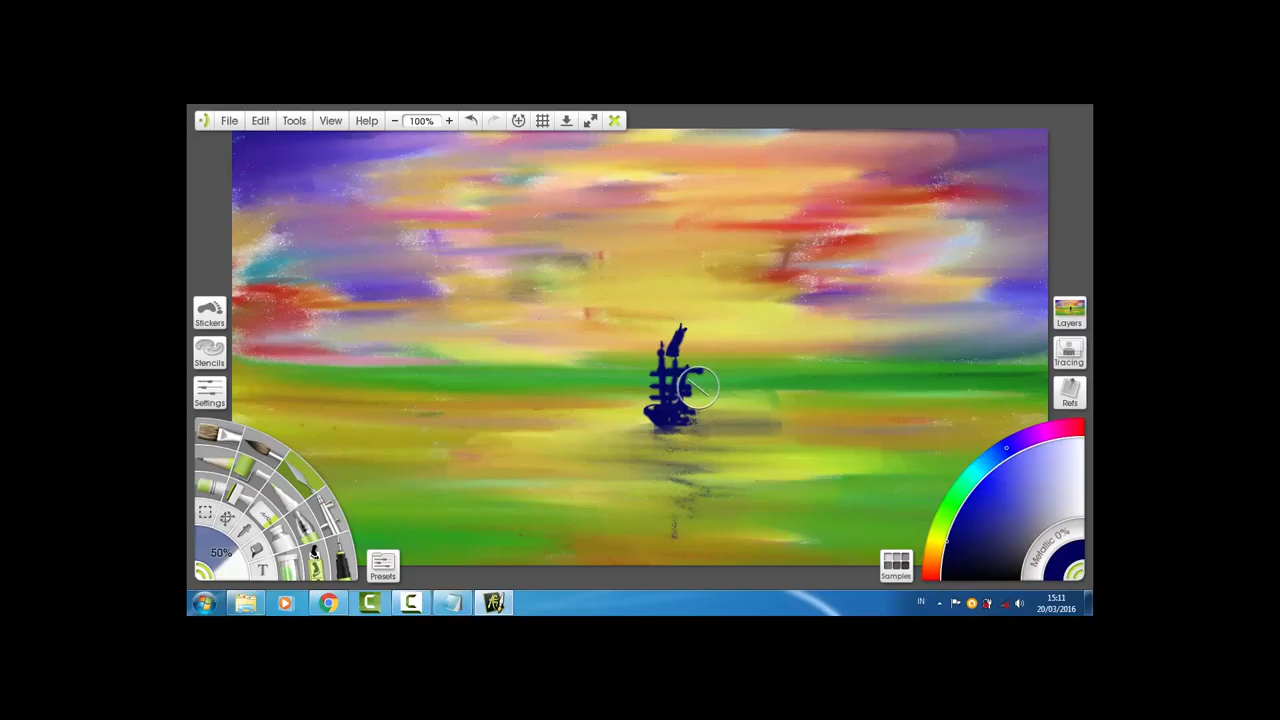 File Edit Tools View Help 100%
Stickers
Stencils
Settings
Layers
Tracing
Refs
50%
T
Presets
Samples
Metallic 0%
IN
15:11
20/03/2016